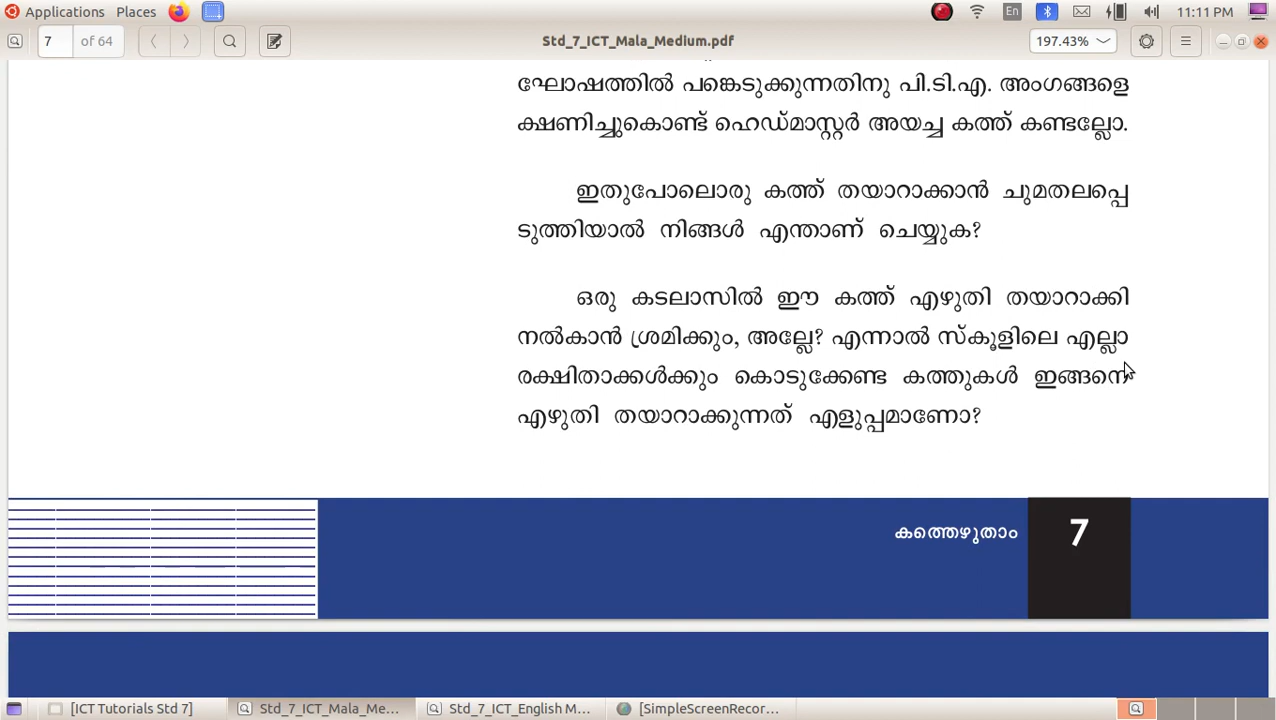 Applications Places En 11:11 PM
7 of 64 Std_7_ICT_Mala_Medium.pdf 197.43%
ഘോഷത്തിൽ പങ്കെടുക്കുന്നതിനു പി.ടി.എ. അംഗങ്ങളെ
ക്ഷണിച്ചുകൊണ്ട് ഹെഡ്മാസ്റ്റർ അയച്ച കത്ത് കണ്ടല്ലോ.
ഇതുപോലൊരു കത്ത് തയാറാക്കാൻ ചുമതലപ്പെ
ടുത്തിയാൽ നിങ്ങൾ എന്താണ് ചെയ്യുക?
ഒരു കടലാസിൽ ഈ കത്ത് എഴുതി തയാറാക്കി
നൽകാൻ ശ്രമിക്കും, അല്ലേ? എന്നാൽ സ്കൂളിലെ എല്ലാ
രക്ഷിതാക്കൾക്കും കൊടുക്കേണ്ട കത്തുകൾ ഇങ്ങനെ
എഴുതി തയാറാക്കുന്നത് എളുപ്പമാണോ?
കത്തെഴുതാം 7
[ICT Tutorials Std 7] Std_7_ICT_Mala_Me... Std_7_ICT_English M... [SimpleScreenRecor...